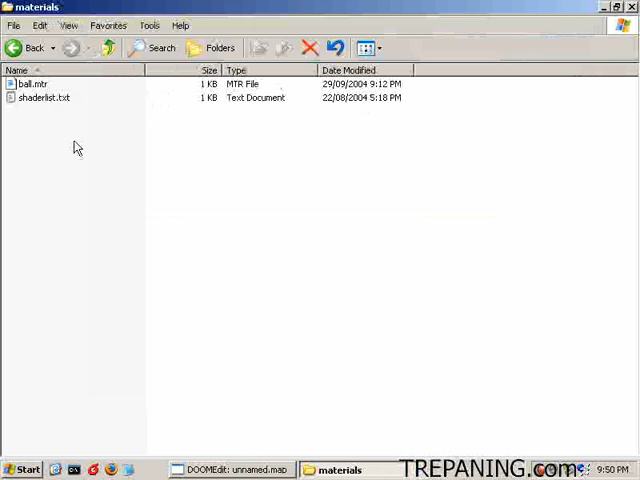 materials
File Edit View Favorites Tools Help
Back Search Folders
Name Size Type Date Modified
ball.mtr 1 KB MTR File 29/09/2004 9:12 PM
shaderlist.txt 1 KB Text Document 22/08/2004 5:18 PM
Start DOOMEdit: unnamed.map materials TREPANING.com 9:50 PM